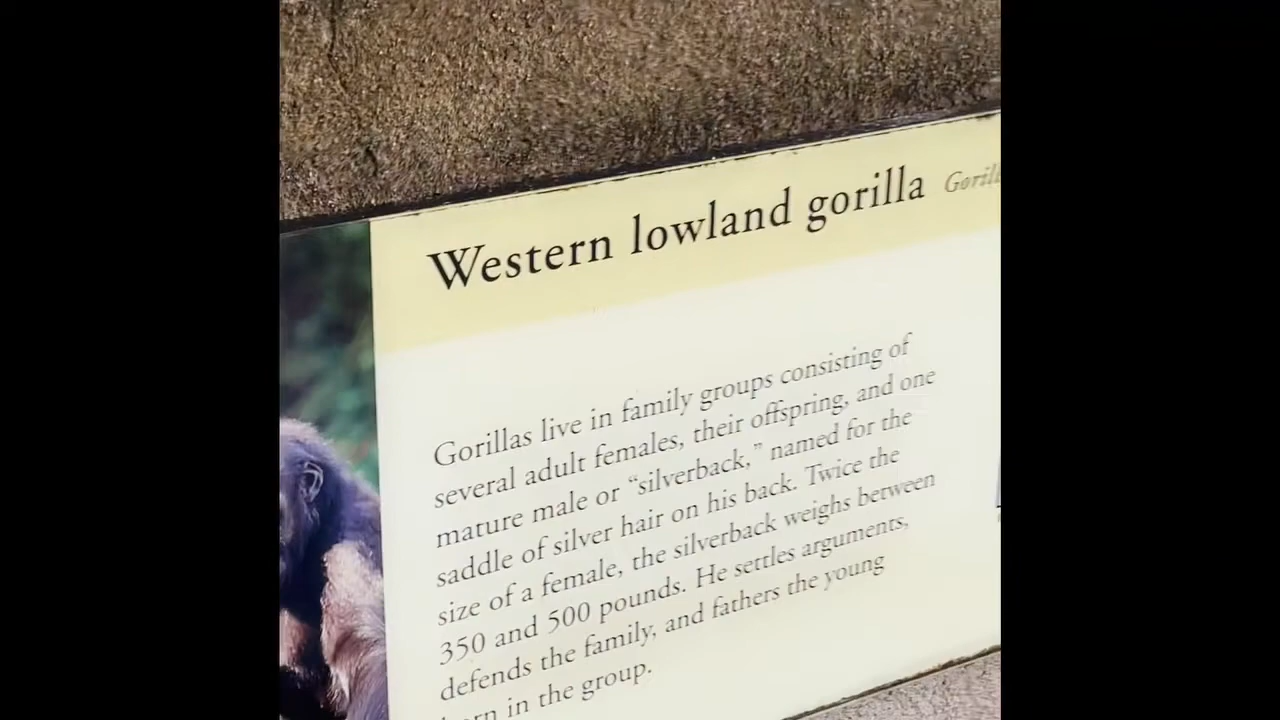 Western lowland gorilla
Gorillas live in family groups consisting of
several adult females, their offspring, and one
mature male or “silverback,” named for the
saddle of silver hair on his back. Twice the
size of a female, the silverback weighs between
350 and 500 pounds. He settles arguments,
defends the family, and fathers the young
in the group.